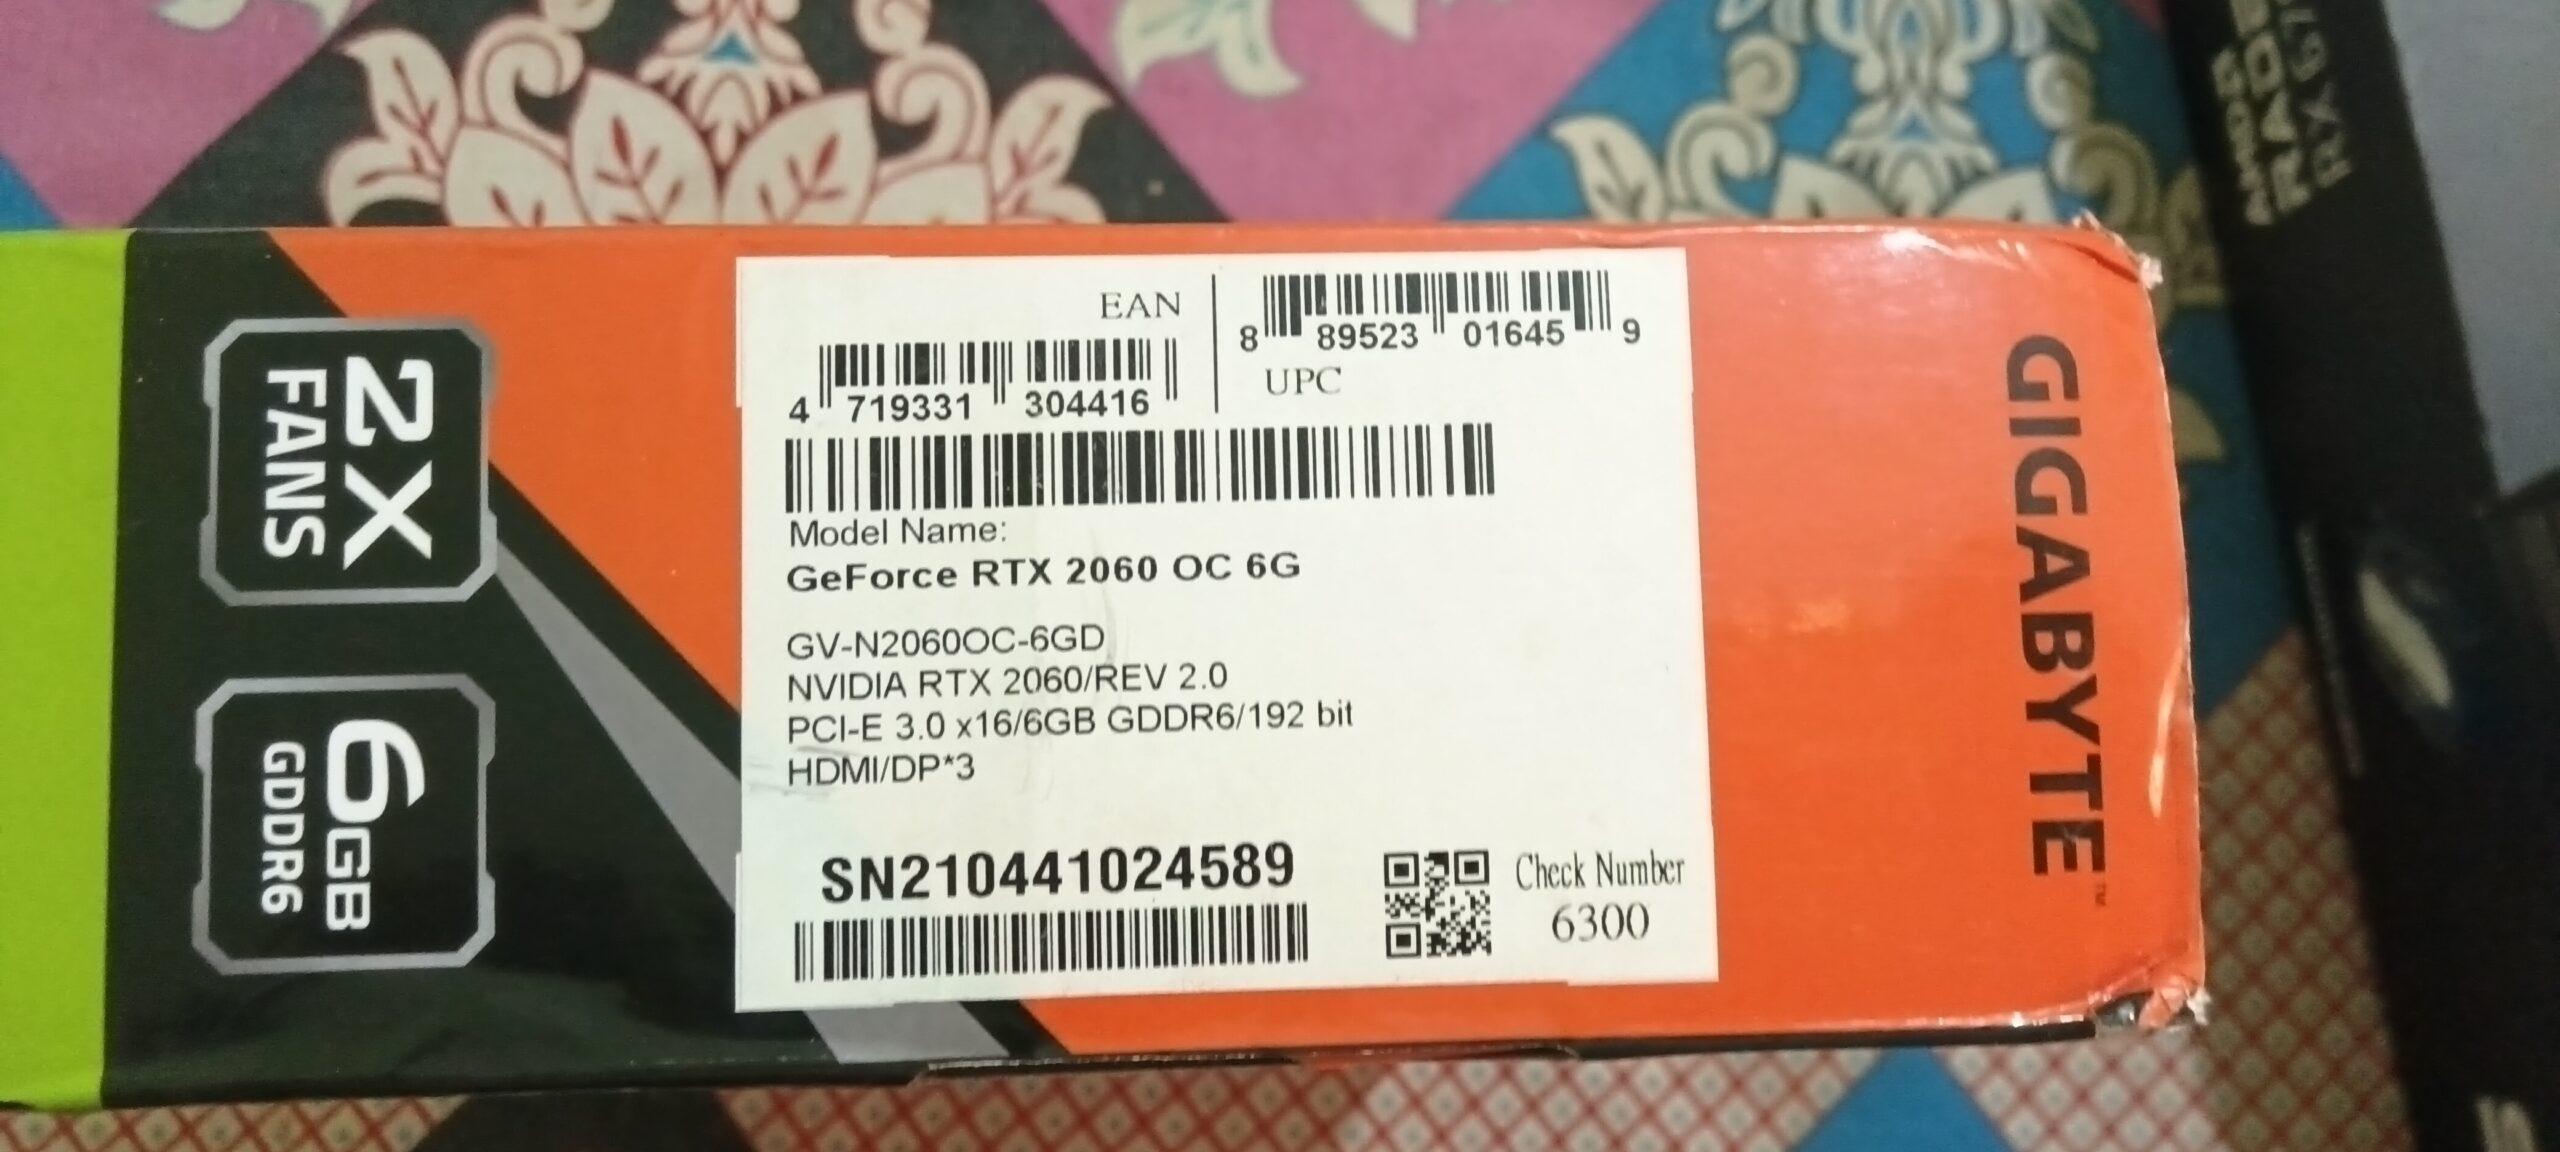 2X
FANS
6GB
GDDR6
EAN
4 719331 304416
8 89523 01645 9
UPC
Model Name:
GeForce RTX 2060 OC 6G
GV-N2060OC-6GD
NVIDIA RTX 2060/REV 2.0
PCI-E 3.0 x16/6GB GDDR6/192 bit
HDMI/DP*3
SN210441024589
Check Number
6300
GIGABYTE™
AMD